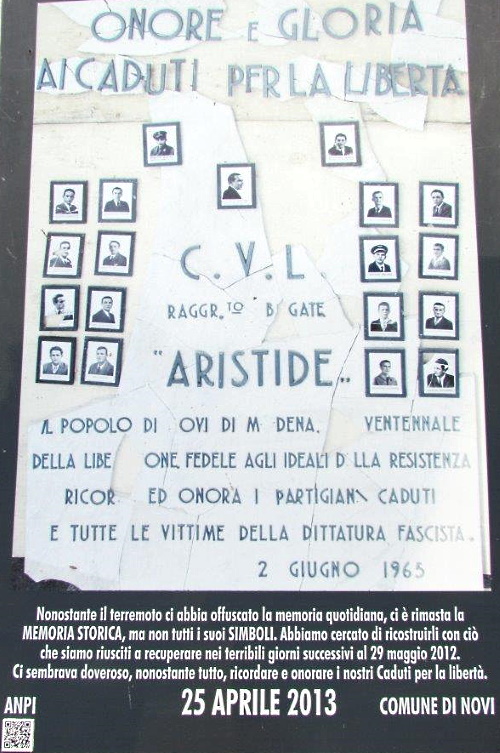 ONORE E GLORIA
AI CADUTI PER LA LIBERTA
C. V. L.
RAGGR.TO B GATE
"ARISTIDE„
IL POPOLO DI OVI DI M DENA, VENTENNALE
DELLA LIBE ONE, FEDELE AGLI IDEALI D LLA RESISTENZA
RICOR ED ONORA I PARTIGIANI CADUTI
E TUTTE LE VITTIME DELLA DITTATURA FASCISTA.
2 GIUGNO 1965
Nonostante il terremoto ci abbia offuscato la memoria quotidiana, ci è rimasta la
MEMORIA STORICA, ma non tutti i suoi SIMBOLI. Abbiamo cercato di ricostruirli con ciò
che siamo riusciti a recuperare nei terribili giorni successivi al 29 maggio 2012.
Ci sembrava doveroso, nonostante tutto, ricordare e onorare i nostri Caduti per la libertà.
ANPI 25 APRILE 2013 COMUNE DI NOVI